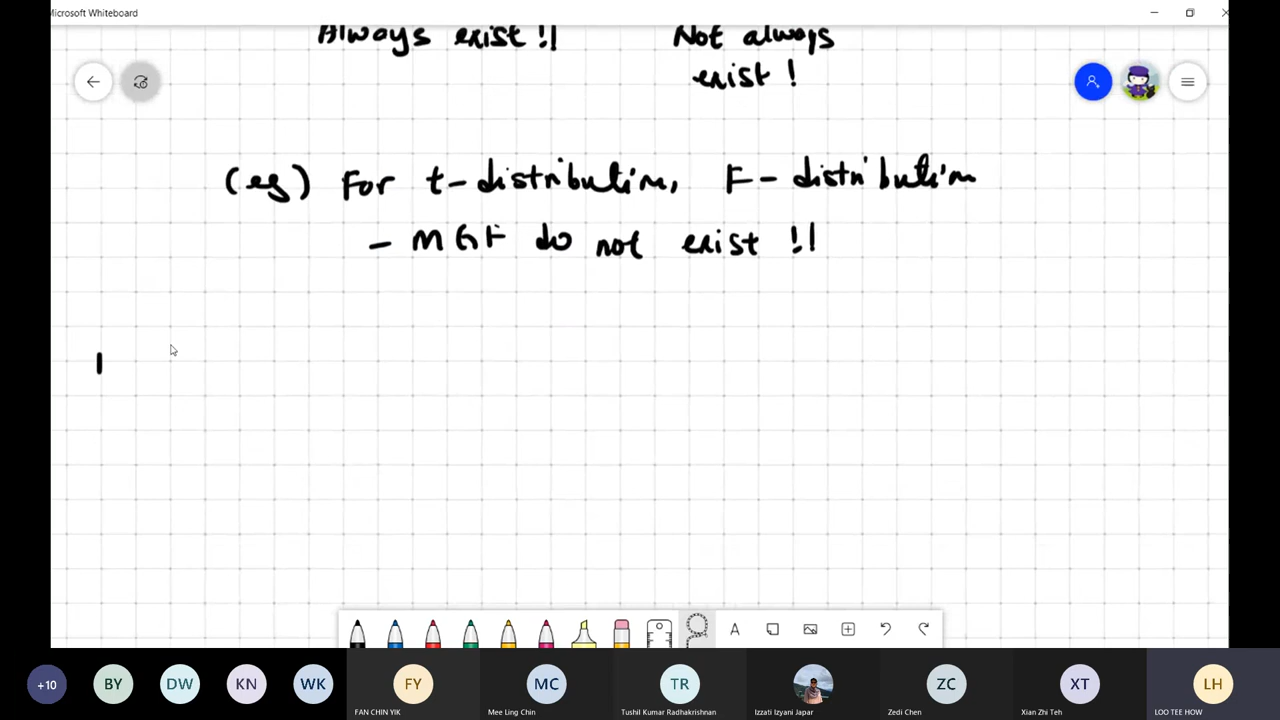 Microsoft Whiteboard
Always exist !! Not always
exist !
(eg) For t-distribution, F-distribution
- MGF do not exist !!
A
+10 BY DW KN WK FY MC TR ZC XT LH
FAN CHIN YIK Mee Ling Chin Tushil Kumar Radhakrishnan Izzati Izyani Japar Zedi Chen Xian Zhi Teh LOO TEE HOW